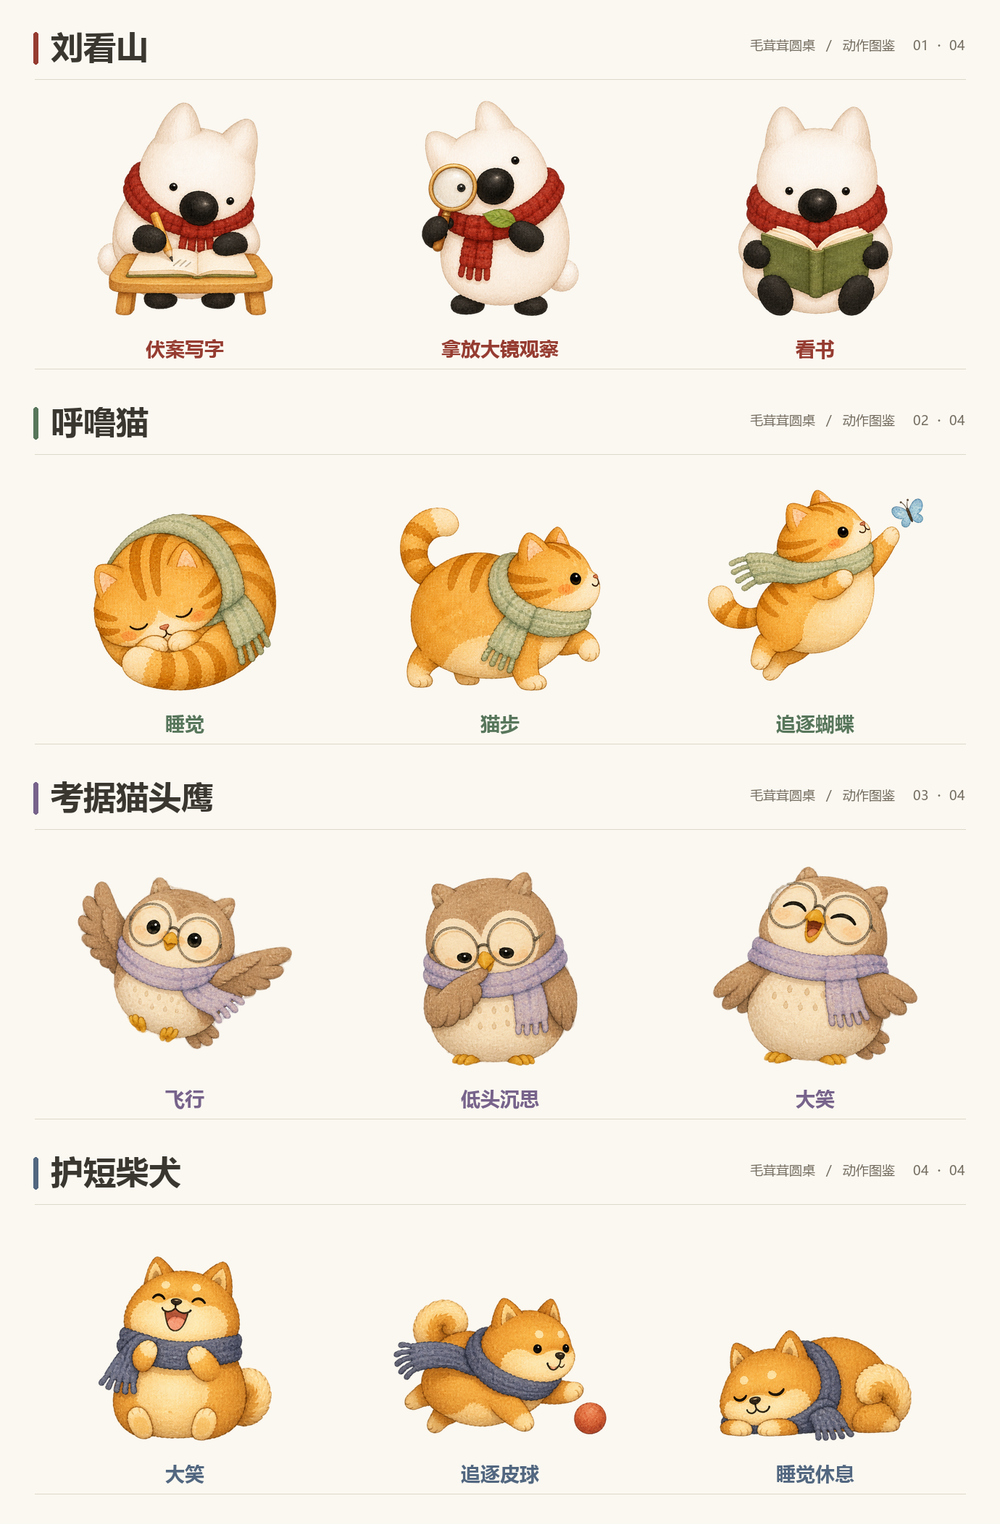 刘看山
毛茸茸圆桌 / 动作图鉴 01 · 04
伏案写字
拿放大镜观察
看书
呼噜猫
毛茸茸圆桌 / 动作图鉴 02 · 04
睡觉
猫步
追逐蝴蝶
考据猫头鹰
毛茸茸圆桌 / 动作图鉴 03 · 04
飞行
低头沉思
大笑
护短柴犬
毛茸茸圆桌 / 动作图鉴 04 · 04
大笑
追逐皮球
睡觉休息